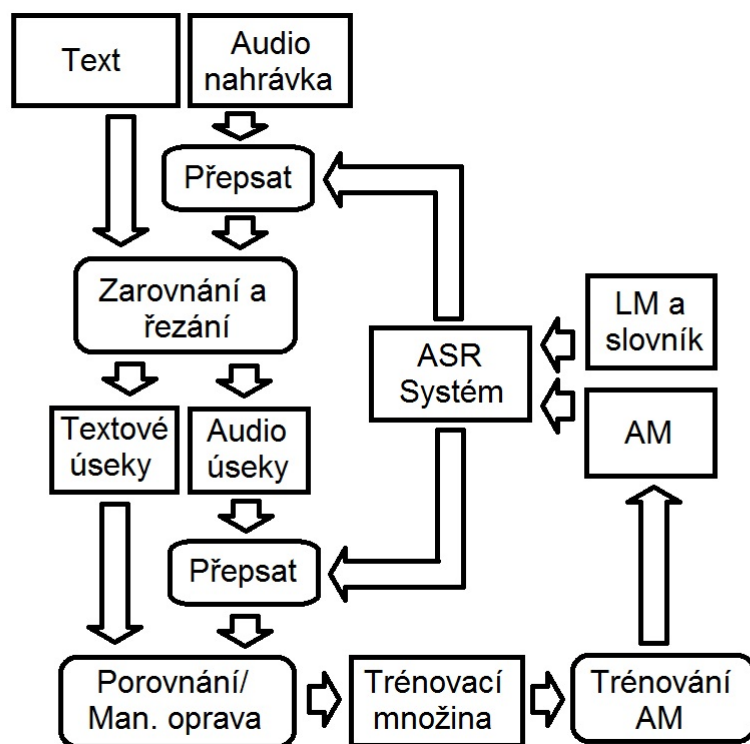 Text
Audio
nahrávka
Přepsat
Zarovnání a
řezání
LM a
slovník
ASR
Systém
AM
Textové
úseky
Audio
úseky
Přepsat
Porovnání/
Man. oprava
Trénovací
množina
Trénování
AM